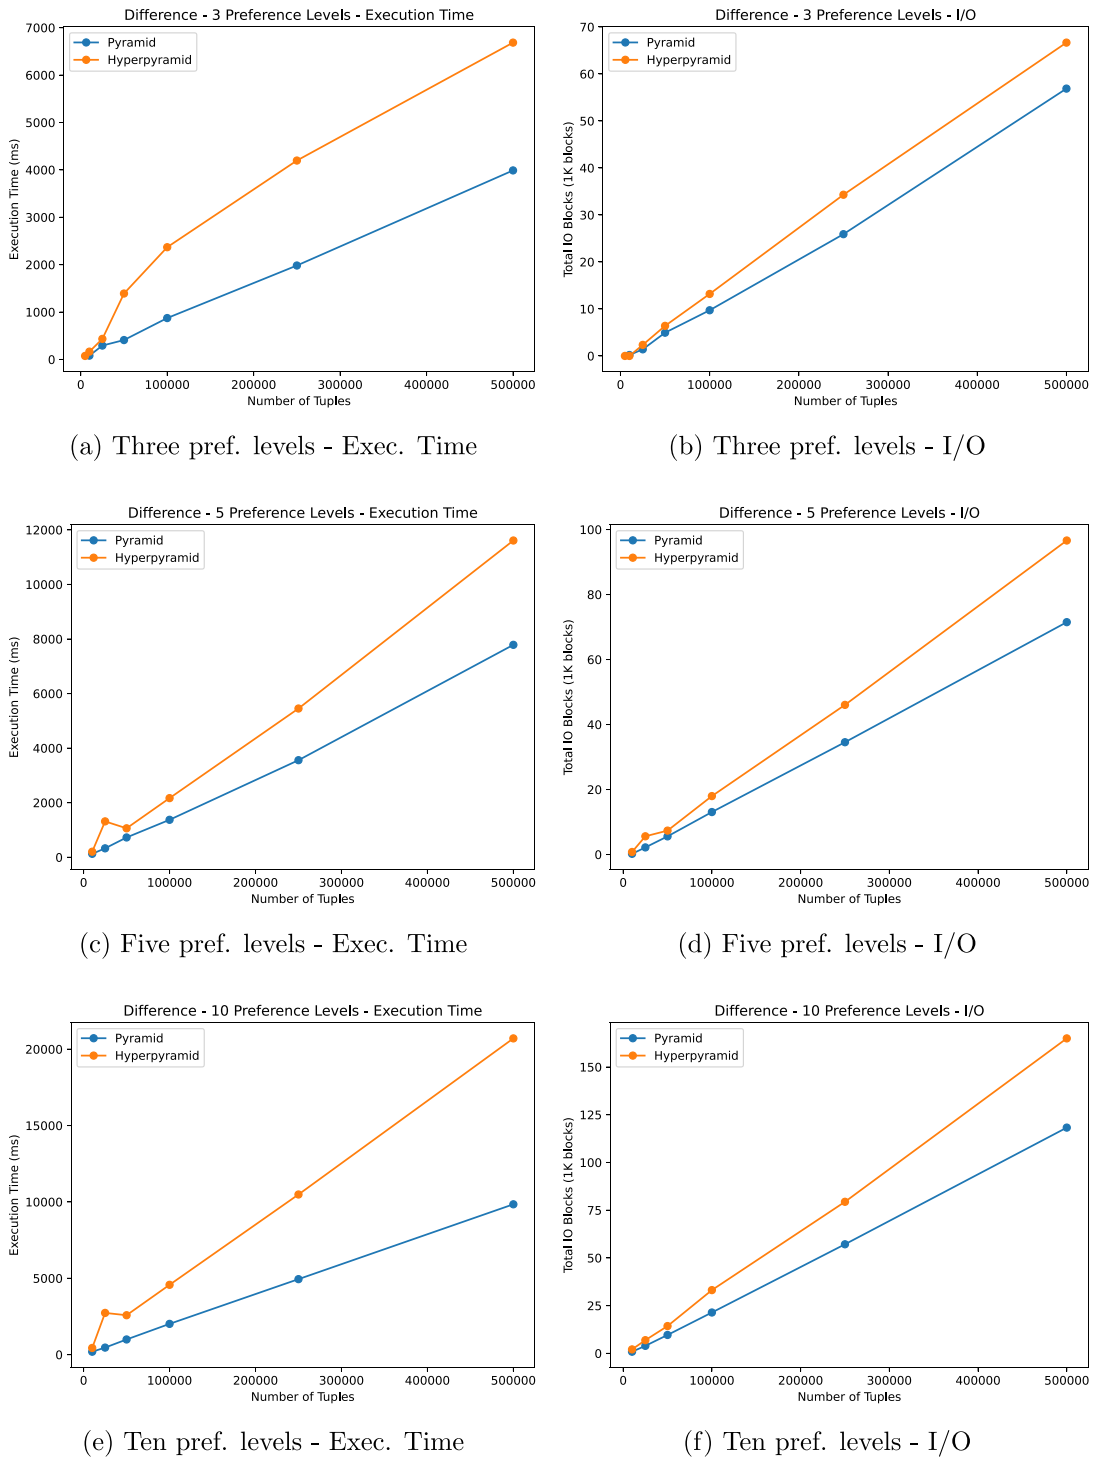 Difference - 3 Preference Levels - Execution Time
7000
6000
5000
4000
3000
2000
1000
0
Execution Time (ms)
Pyramid
Hyperpyramid
0 100000 200000 300000 400000 500000
Number of Tuples
(a) Three pref. levels - Exec. Time
Difference - 3 Preference Levels - I/O
70
60
50
40
30
20
10
0
Total IO Blocks (1K blocks)
Pyramid
Hyperpyramid
0 100000 200000 300000 400000 500000
Number of Tuples
(b) Three pref. levels - I/O
Difference - 5 Preference Levels - Execution Time
12000
10000
8000
6000
4000
2000
0
Execution Time (ms)
Pyramid
Hyperpyramid
0 100000 200000 300000 400000 500000
Number of Tuples
(c) Five pref. levels - Exec. Time
Difference - 5 Preference Levels - I/O
100
80
60
40
20
0
Total IO Blocks (1K blocks)
Pyramid
Hyperpyramid
0 100000 200000 300000 400000 500000
Number of Tuples
(d) Five pref. levels - I/O
Difference - 10 Preference Levels - Execution Time
20000
15000
10000
5000
0
Execution Time (ms)
Pyramid
Hyperpyramid
0 100000 200000 300000 400000 500000
Number of Tuples
(e) Ten pref. levels - Exec. Time
Difference - 10 Preference Levels - I/O
150
125
100
75
50
25
0
Total IO Blocks (1K blocks)
Pyramid
Hyperpyramid
0 100000 200000 300000 400000 500000
Number of Tuples
(f) Ten pref. levels - I/O